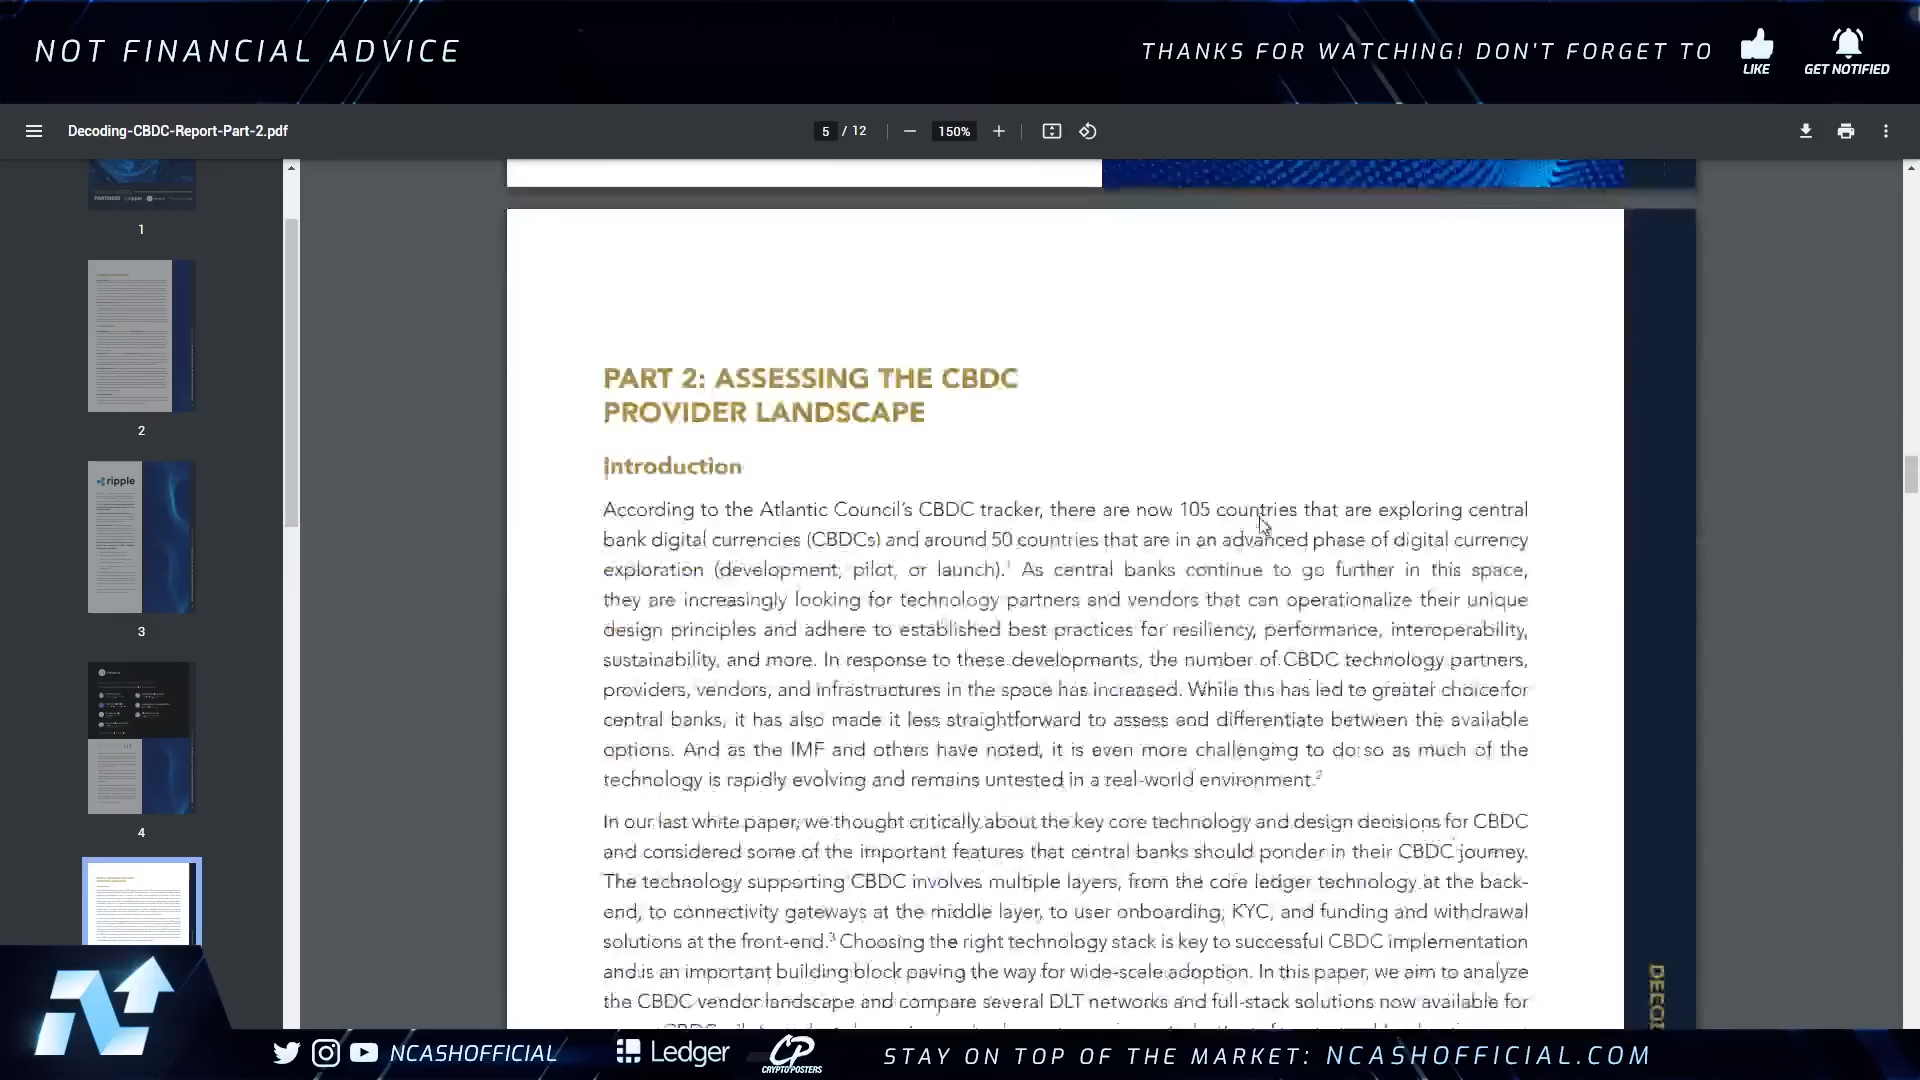 NOT FINANCIAL ADVICE
THANKS FOR WATCHING! DON'T FORGET TO
LIKE
GET NOTIFIED
Decoding-CBDC-Report-Part-2.pdf
5 / 12
150%
PARTNERS ripple
1
2
ripple
3
4
PART 2: ASSESSING THE CBDC
PROVIDER LANDSCAPE
Introduction
According to the Atlantic Council's CBDC tracker, there are now 105 countries that are exploring central
bank digital currencies (CBDCs) and around 50 countries that are in an advanced phase of digital currency
exploration (development, pilot, or launch).1 As central banks continue to go further in this space,
they are increasingly looking for technology partners and vendors that can operationalize their unique
design principles and adhere to established best practices for resiliency, performance, interoperability,
sustainability, and more. In response to these developments, the number of CBDC technology partners,
providers, vendors, and infrastructures in the space has increased. While this has led to greater choice for
central banks, it has also made it less straightforward to assess and differentiate between the available
options. And as the IMF and others have noted, it is even more challenging to do so as much of the
technology is rapidly evolving and remains untested in a real-world environment.2
In our last white paper, we thought critically about the key core technology and design decisions for CBDC
and considered some of the important features that central banks should ponder in their CBDC journey.
The technology supporting CBDC involves multiple layers, from the core ledger technology at the back-
end, to connectivity gateways at the middle layer, to user onboarding, KYC, and funding and withdrawal
solutions at the front-end.3 Choosing the right technology stack is key to successful CBDC implementation
and is an important building block paving the way for wide-scale adoption. In this paper, we aim to analyze
the CBDC vendor landscape and compare several DLT networks and full-stack solutions now available for
DECO
NCASHOFFICIAL
Ledger
CP
CRYPTOPOSTERS
STAY ON TOP OF THE MARKET: NCASHOFFICIAL.COM